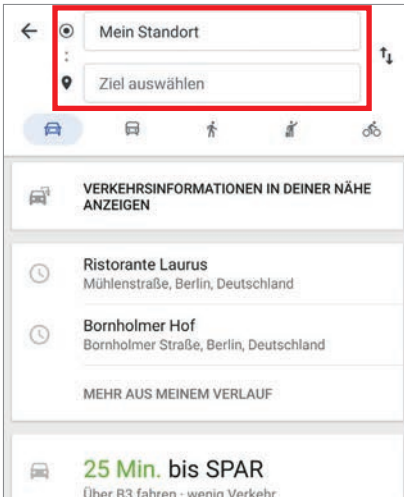 Mein Standort
Ziel auswählen
VERKEHRSINFORMATIONEN IN DEINER NÄHE
ANZEIGEN
Ristorante Laurus
Mühlenstraße, Berlin, Deutschland
Bornholmer Hof
Bornholmer Straße, Berlin, Deutschland
MEHR AUS MEINEM VERLAUF
25 Min. bis SPAR
Über B3 fahren · wenig Verkehr